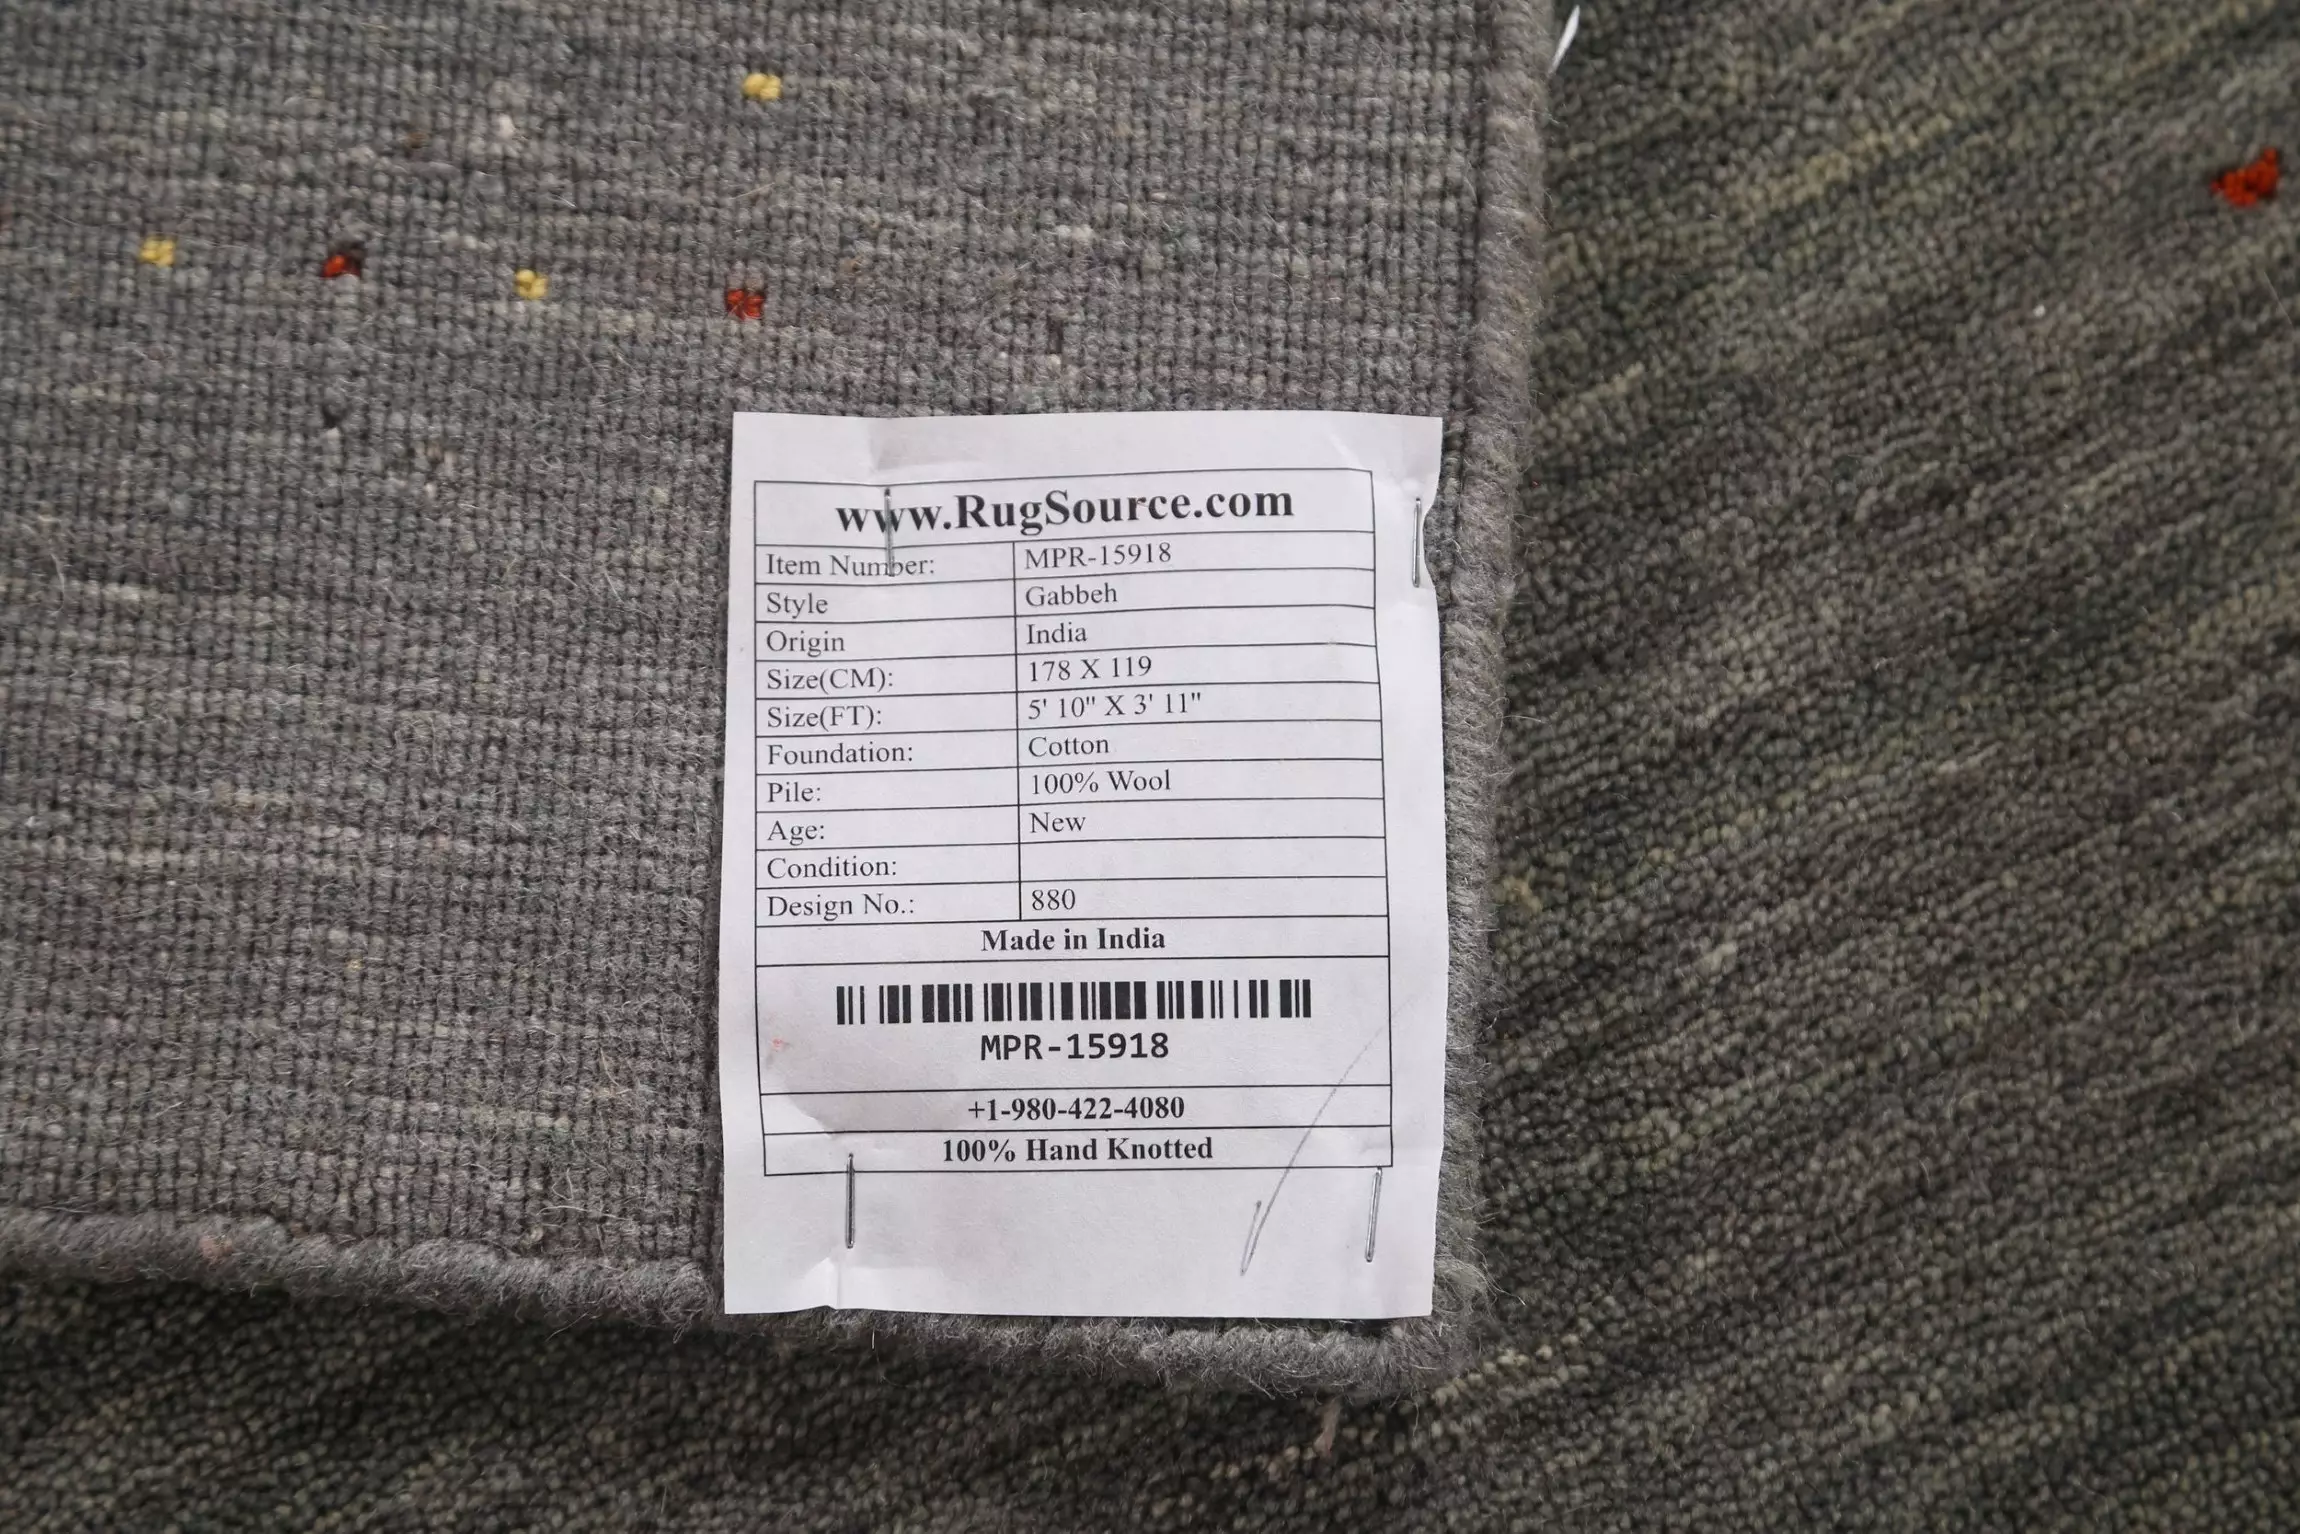 www.RugSource.com
Item Number: MPR-15918
Style Gabbeh
Origin India
Size(CM): 178 X 119
Size(FT): 5' 10" X 3' 11"
Foundation: Cotton
Pile: 100% Wool
Age: New
Condition:
Design No.: 880
Made in India
MPR-15918
+1-980-422-4080
100% Hand Knotted